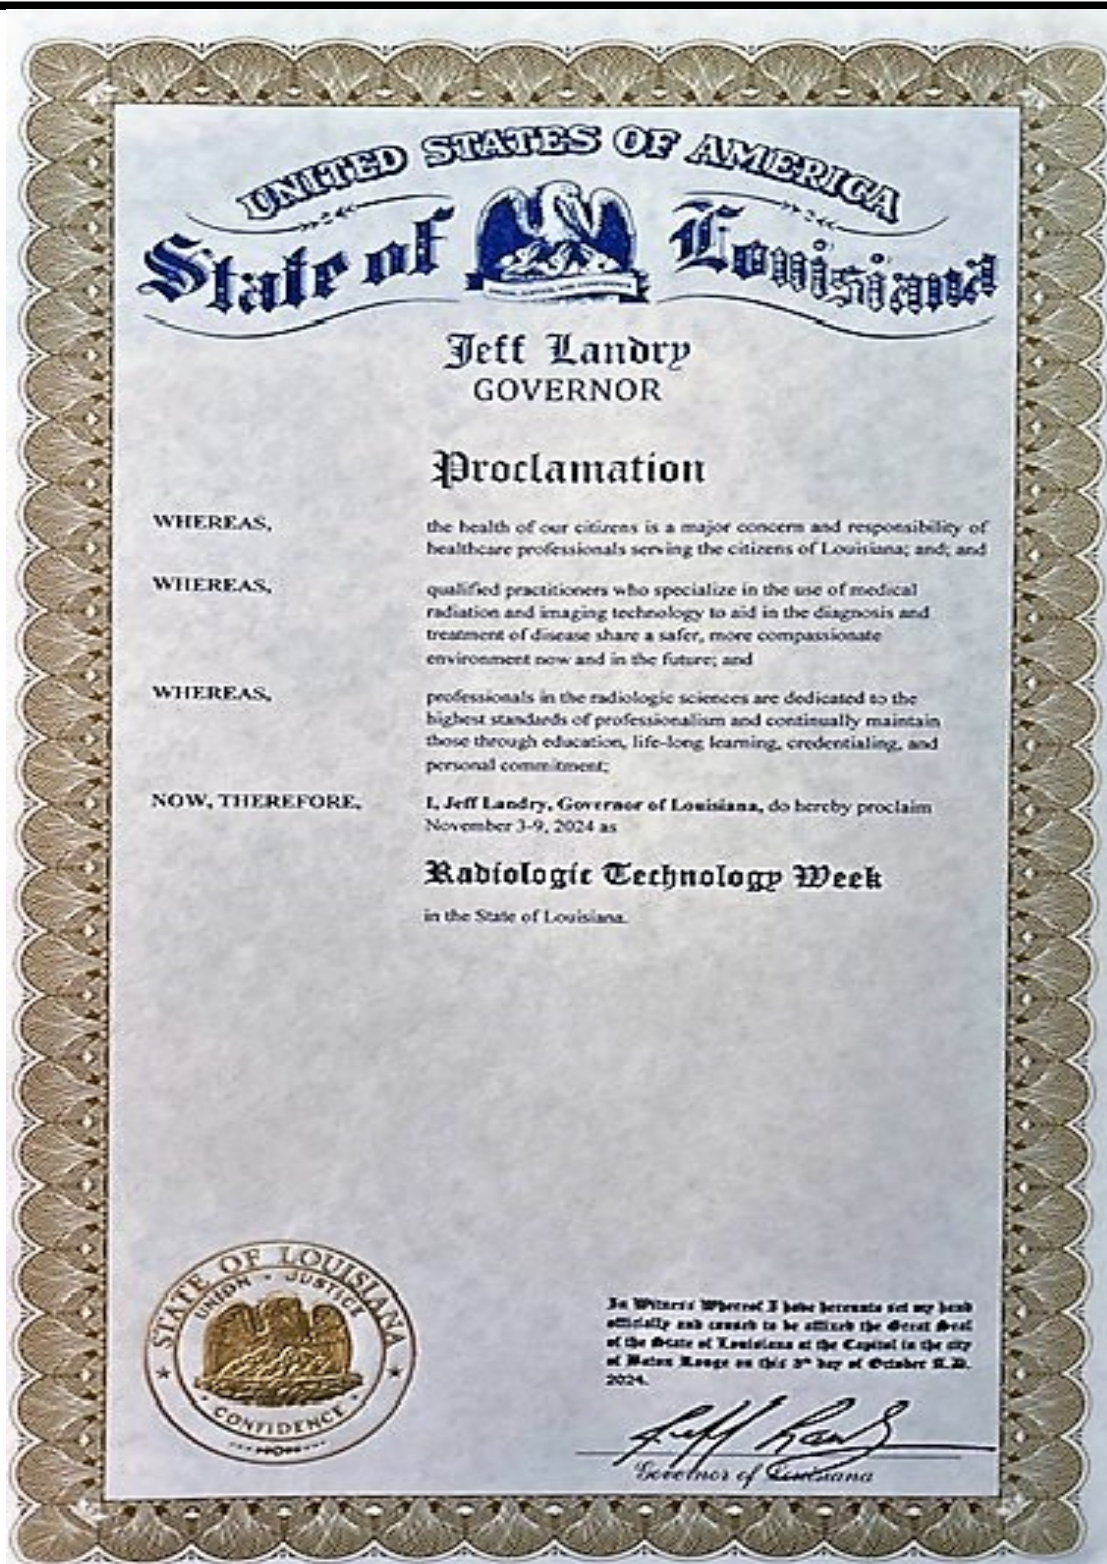 UNITED STATES OF AMERICA
State of Louisiana
Jeff Landry
GOVERNOR
Proclamation
WHEREAS, the health of our citizens is a major concern and responsibility of
healthcare professionals serving the citizens of Louisiana; and; and
WHEREAS, qualified practitioners who specialize in the use of medical
radiation and imaging technology to aid in the diagnosis and
treatment of disease share a safer, more compassionate
environment now and in the future; and
WHEREAS, professionals in the radiologic sciences are dedicated to the
highest standards of professionalism and continually maintain
those through education, life-long learning, credentialing, and
personal commitment;
NOW, THEREFORE, I, Jeff Landry, Governor of Louisiana, do hereby proclaim
November 3-9, 2024 as
Radiologic Technology Week
in the State of Louisiana.
STATE OF LOUISIANA
UNION · JUSTICE
CONFIDENCE
In Witness Whereof I have hereunto set my hand
officially and caused to be affixed the Great Seal
of the State of Louisiana at the Capitol in the city
of Baton Rouge on this day of October A.D.
2024.
Jeff Landry
Governor of Louisiana